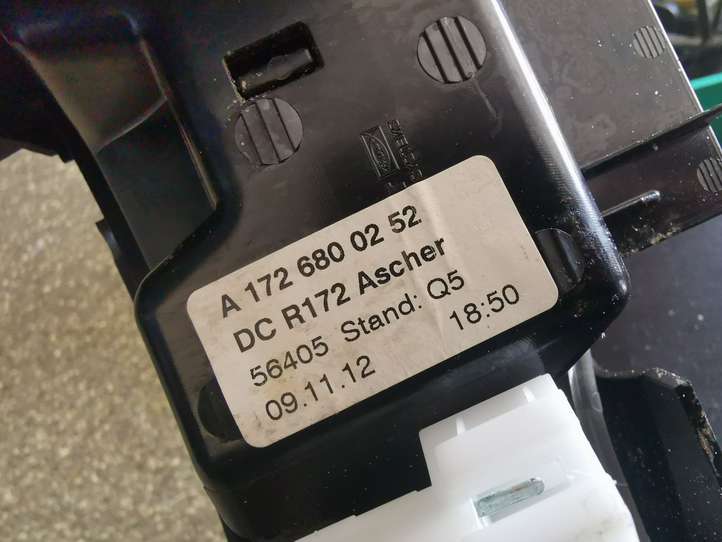 A 172 680 02 52
DC R172 Ascher
56405 Stand: Q5
09.11.12 18:50